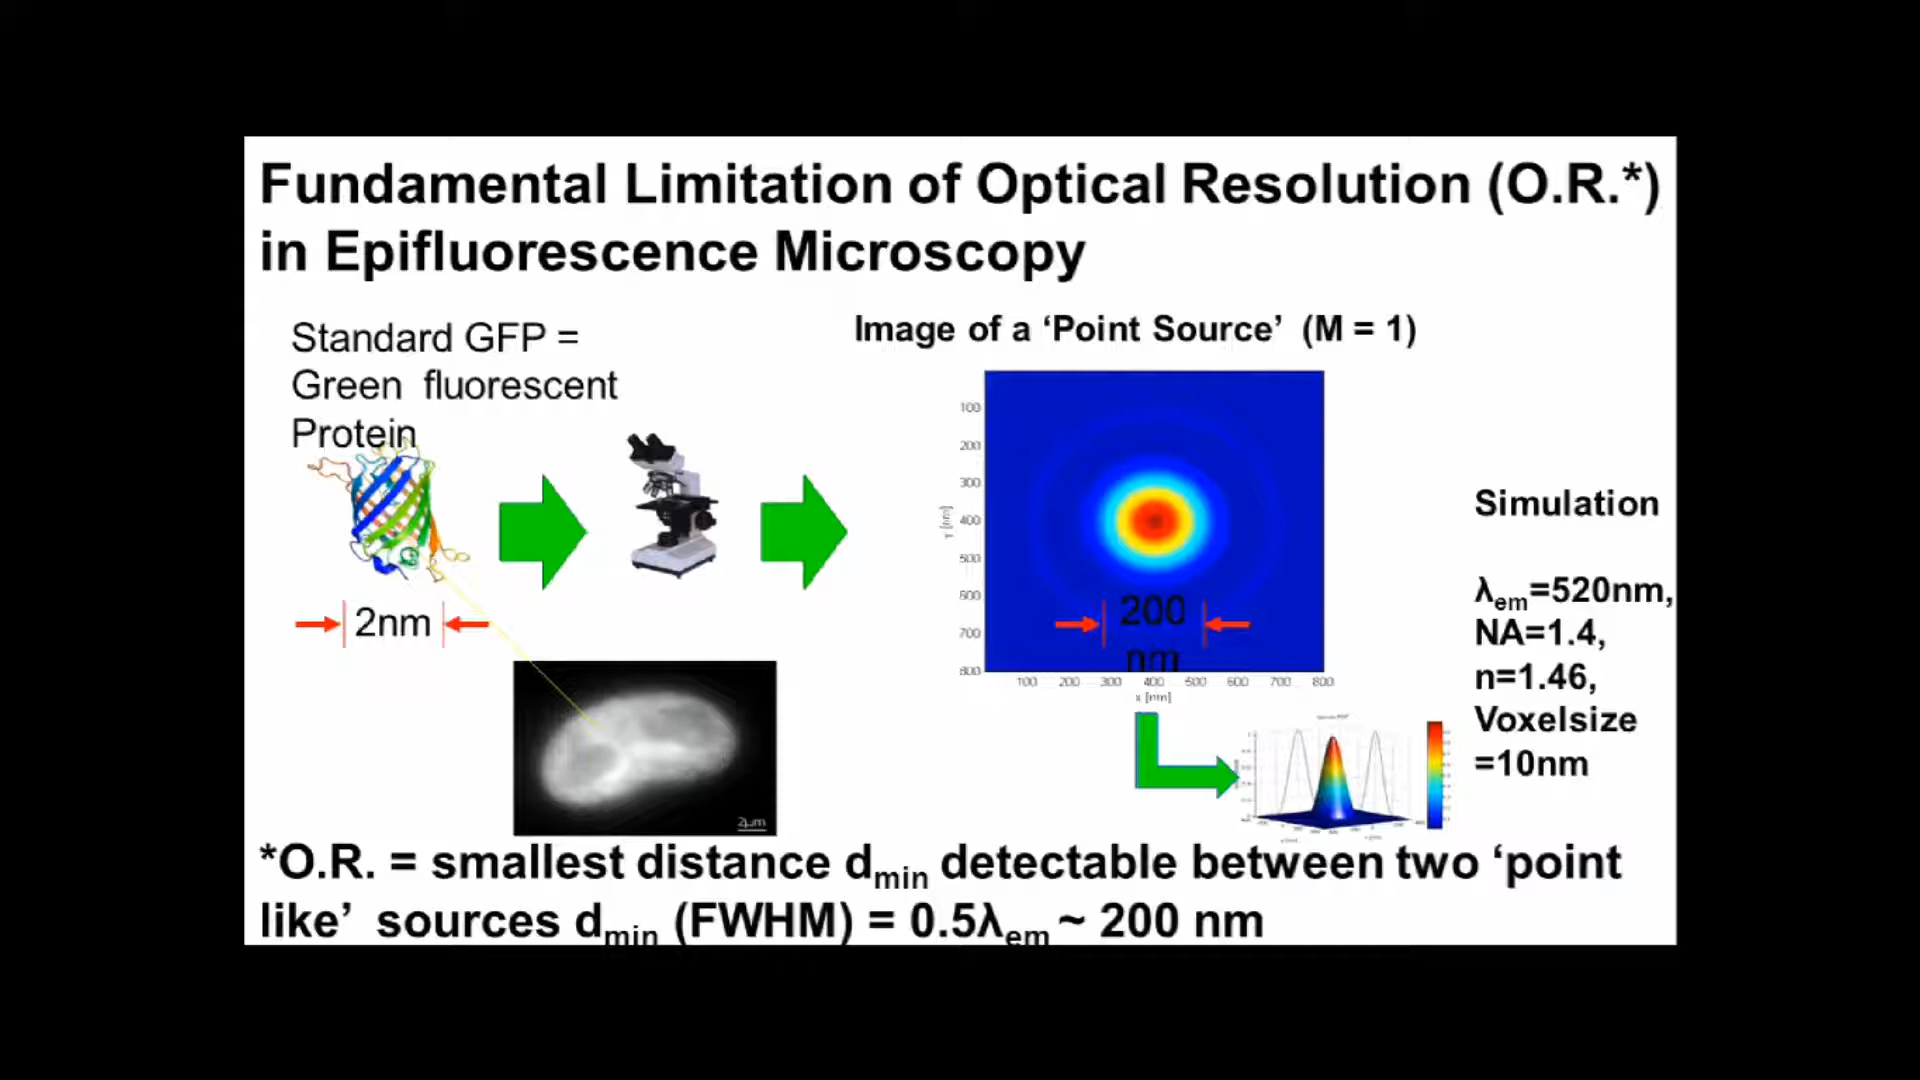 Fundamental Limitation of Optical Resolution (O.R.*)
in Epifluorescence Microscopy
Standard GFP =
Green fluorescent
Protein
2nm
2µm
Image of a ‘Point Source’ (M = 1)
100
200
300
400
500
600
700
800
Y [nm]
100 200 300 400 500 600 700 800
x [nm]
200
nm
Simulation
λem=520nm,
NA=1.4,
n=1.46,
Voxelsize
=10nm
*O.R. = smallest distance dmin detectable between two ‘point
like’ sources dmin (FWHM) = 0.5λem ~ 200 nm